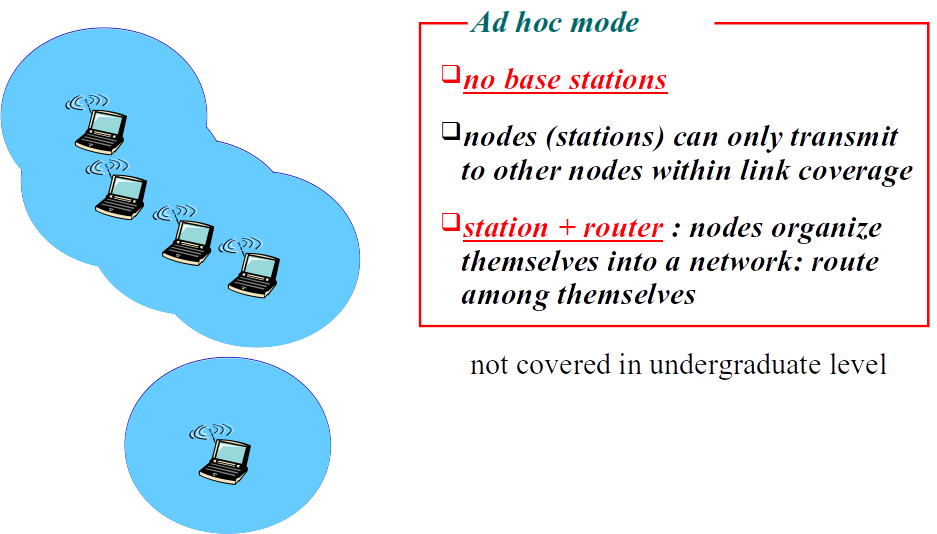 Ad hoc mode
❑no base stations
❑nodes (stations) can only transmit
to other nodes within link coverage
❑station + router : nodes organize
themselves into a network: route
among themselves
not covered in undergraduate level